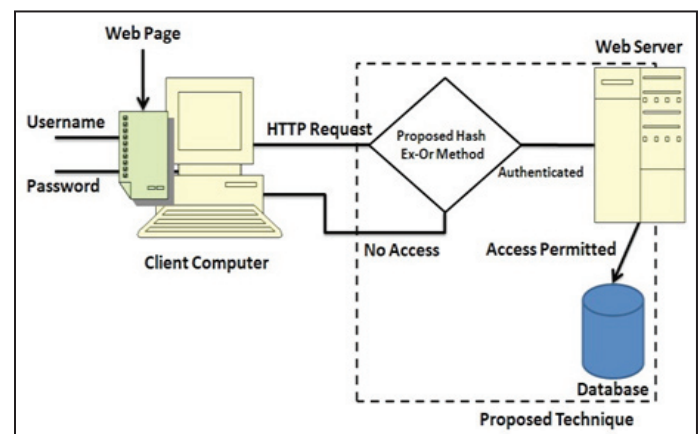 Web Page
Web Server
Username
HTTP Request
Proposed Hash
Ex-Or Method
Password
Authenticated
Client Computer
No Access
Access Permitted
Database
Proposed Technique